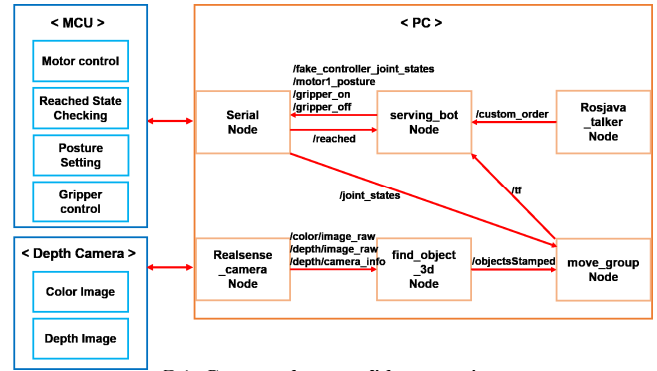 < MCU >
Motor control
Reached State
Checking
Posture
Setting
Gripper
control
< Depth Camera >
Color Image
Depth Image
< PC >
Serial
Node
/fake_controller_joint_states
/motor1_posture
/gripper_on
/gripper_off
/reached
serving_bot
Node
/custom_order
Rosjava
_talker
Node
/joint_states
/tf
Realsense
_camera
Node
/color/image_raw
/depth/image_raw
/depth/camera_info
find_object
_3d
Node
/objectsStamped
move_group
Node